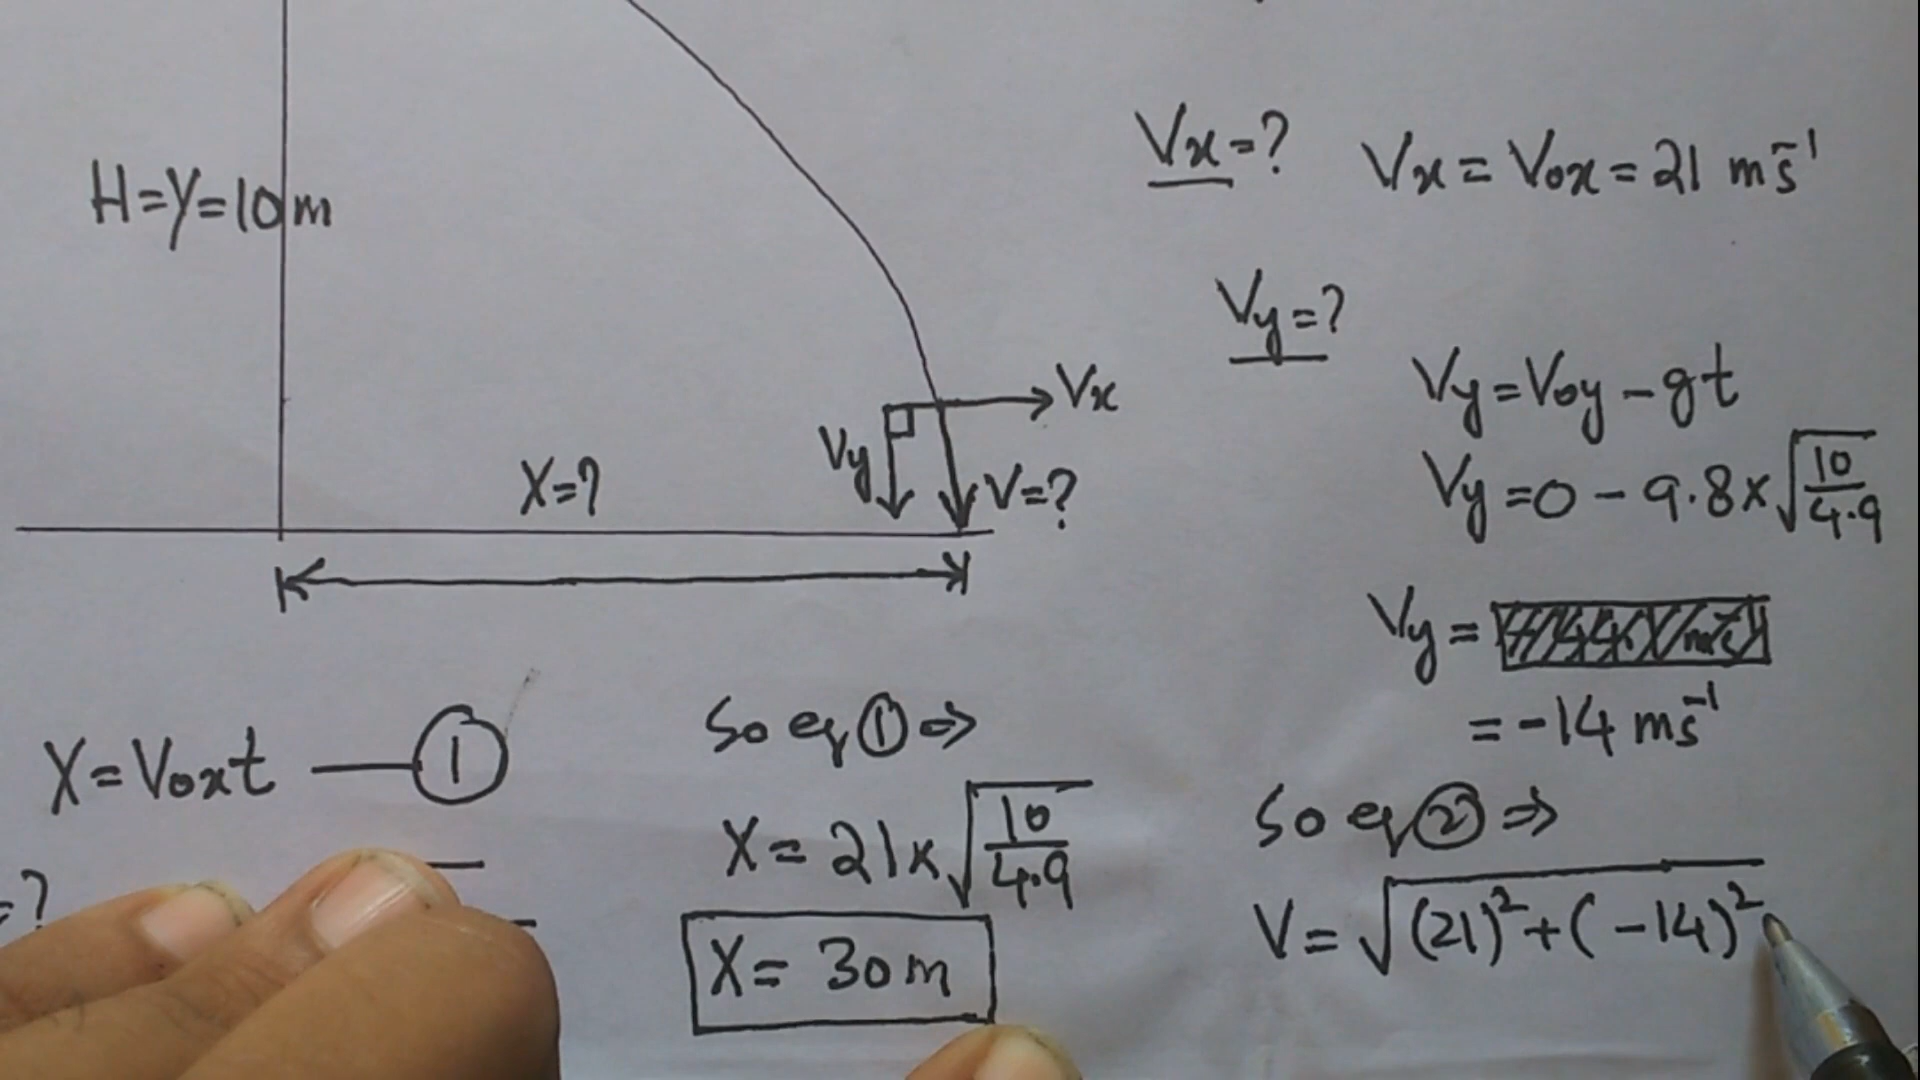 H=Y=10m
Vx
Vy
V=?
X=?
X=Voxt — ①
=?
So eq ① ⇒
X= 21x√(10/4.9)
X= 30m
Vx=? Vx = Vox = 21 ms⁻¹
Vy=?
Vy=Voy-gt
Vy=0-9.8x√(10/4.9)
Vy=
=-14 ms⁻¹
So eq ② ⇒
V=√(21)²+(-14)²